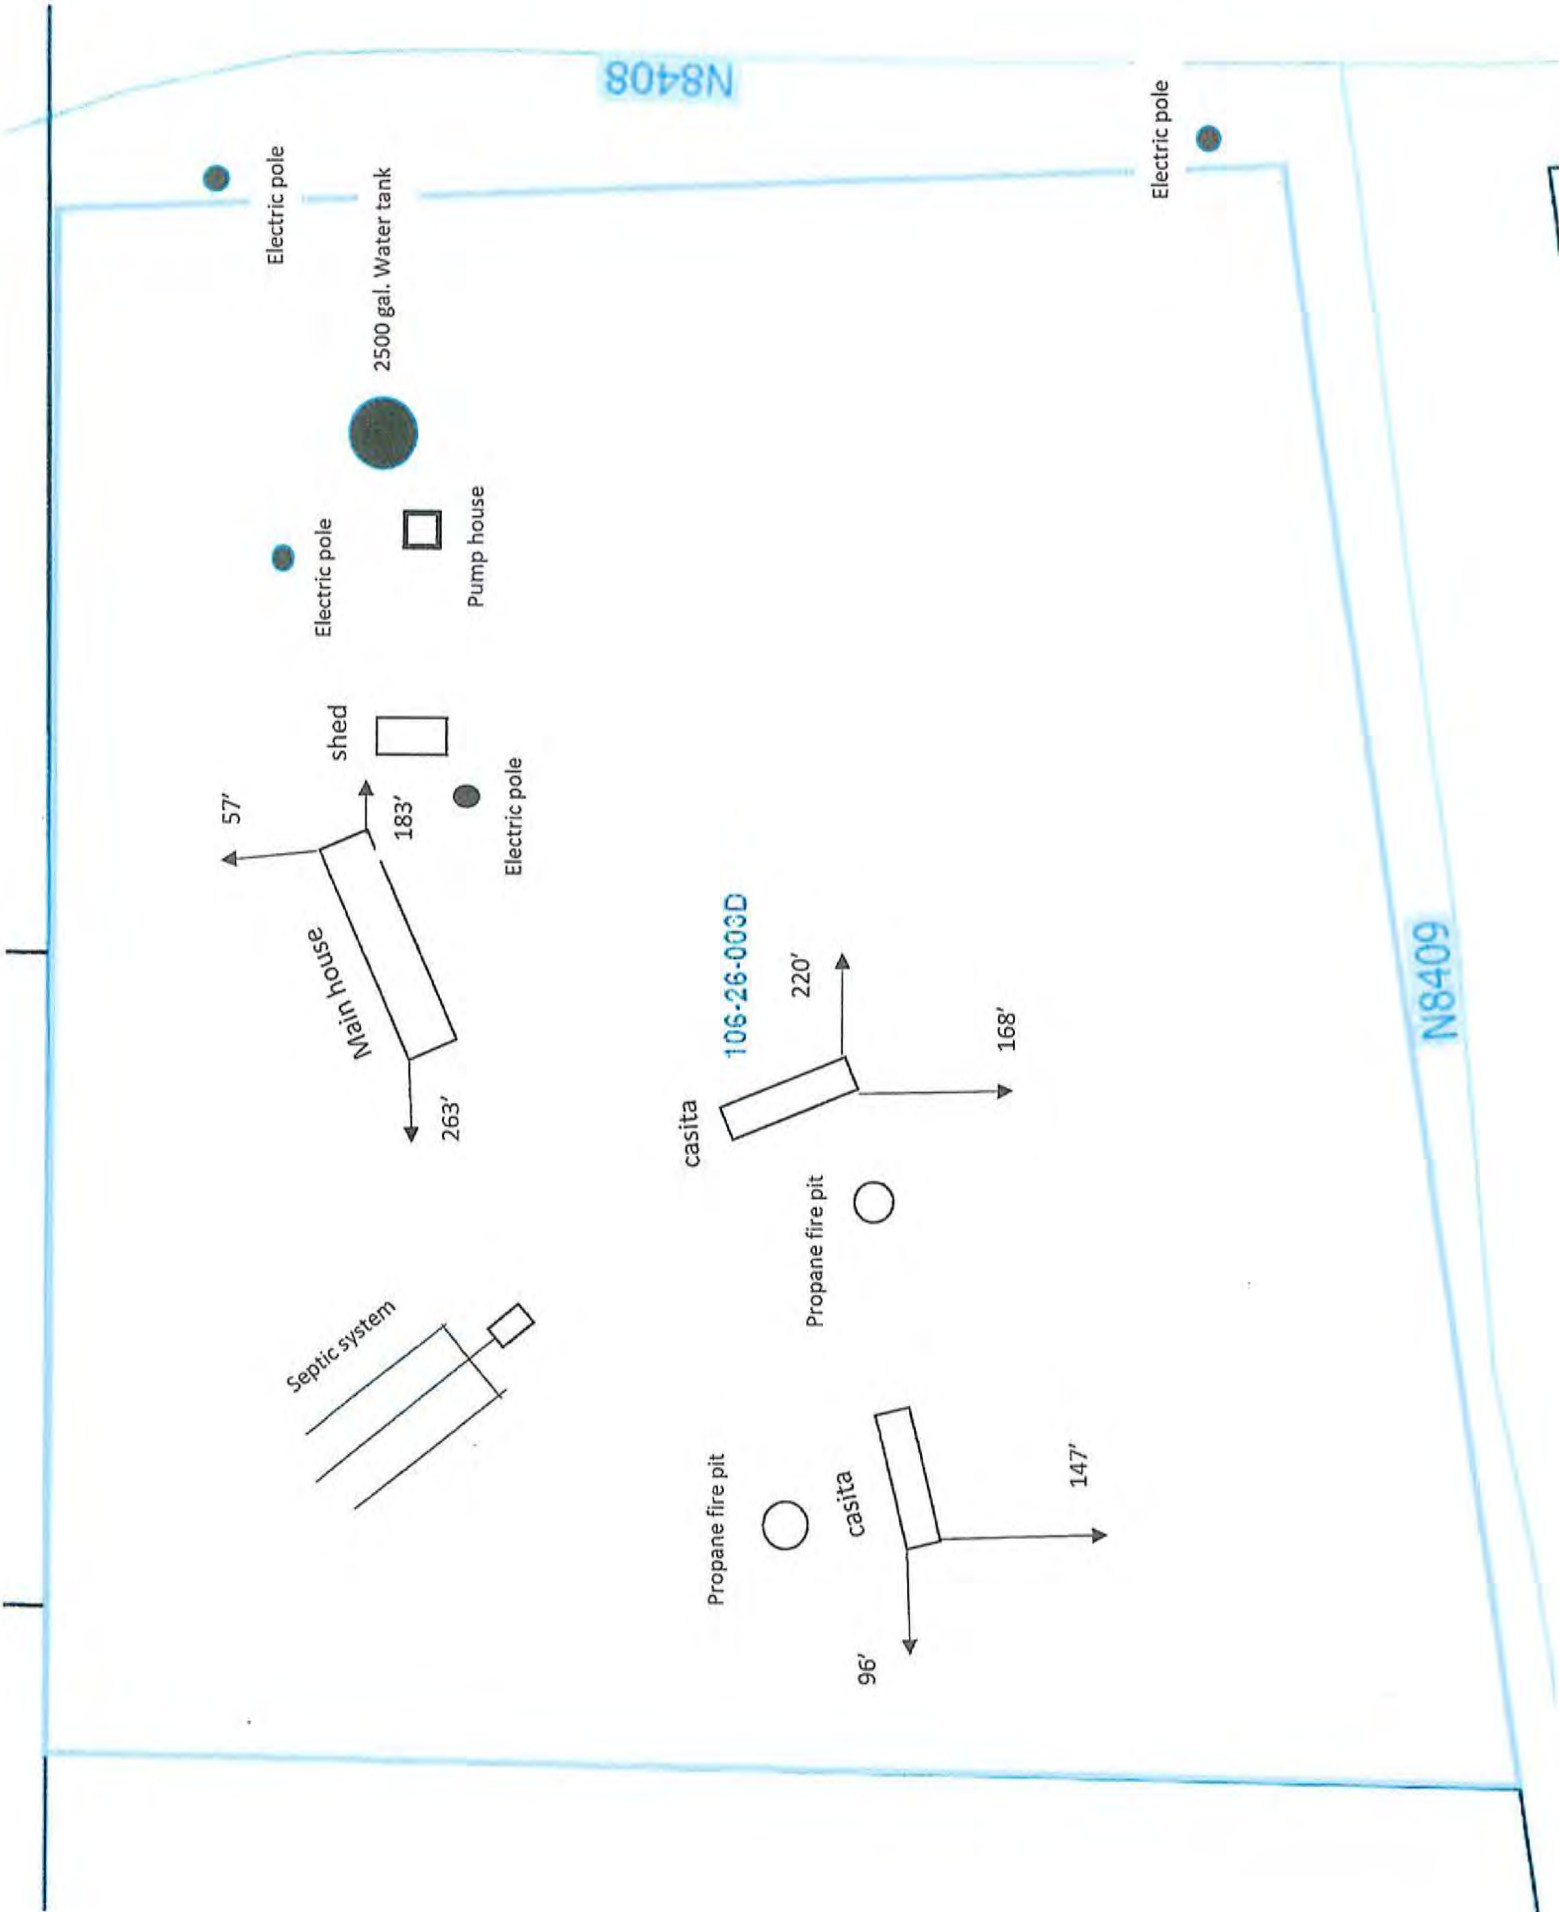 N8408
Electric pole
2500 gal. Water tank
Electric pole
Electric pole
Pump house
shed
57'
183'
Electric pole
Main house
263'
106-26-003D
220'
casita
168'
Propane fire pit
Septic system
Propane fire pit
casita
147'
96'
N8409